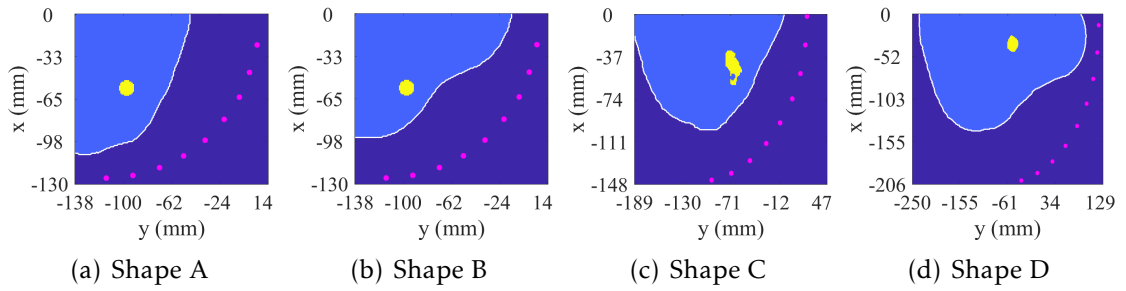 0 0 0 0
-33 -33 -37 -52
x (mm) x (mm) x (mm) x (mm)
-65 -65 -74 -103
-98 -98 -111 -155
-130 -130 -148 -206
-138 -100 -62 -22 14 -138 -100 -62 -22 14 -189 -130 -71 -12 47 -250 -155 -61 34 129
y (mm) y (mm) y (mm) y (mm)
(a) Shape A (b) Shape B (c) Shape C (d) Shape D